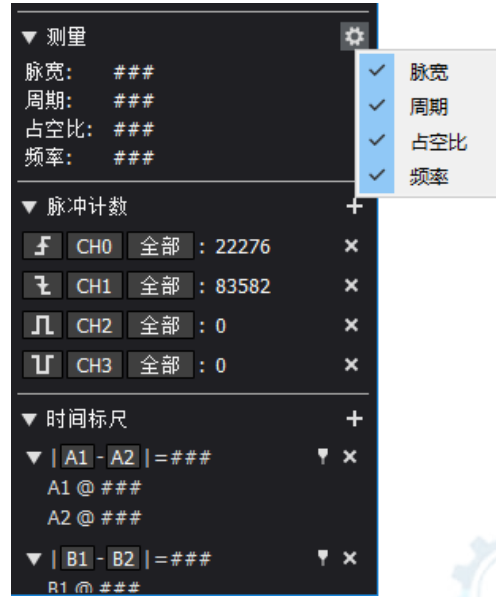 ▼ 测量
脉宽: ###
周期: ###
占空比: ###
频率: ###
脉宽
周期
占空比
频率
▼ 脉冲计数 +
CH0 全部 : 22276 ×
CH1 全部 : 83582 ×
CH2 全部 : 0 ×
CH3 全部 : 0 ×
▼ 时间标尺 +
▼ | A1 - A2 | = ### ×
A1 @ ###
A2 @ ###
▼ | B1 - B2 | = ### ×
B1 @ ###